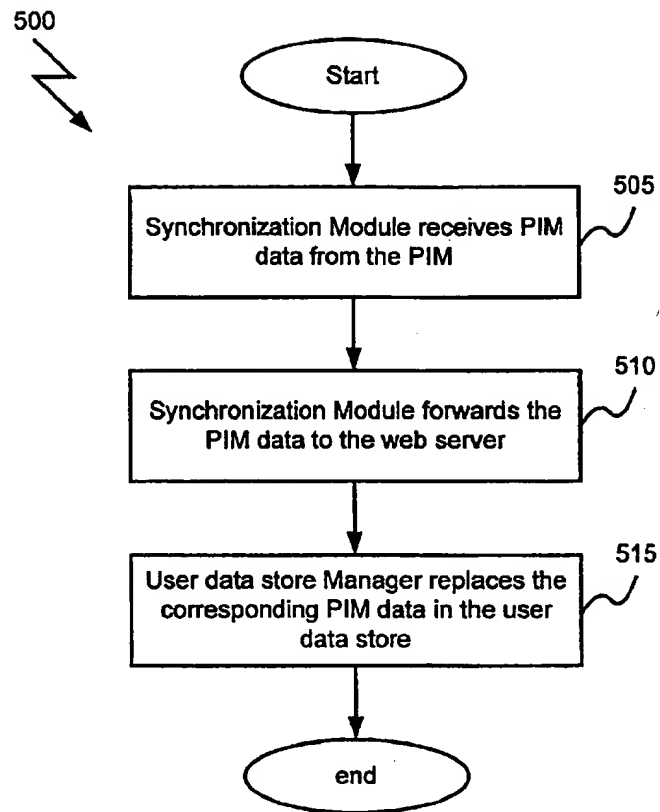 500
Start
505
Synchronization Module receives PIM
data from the PIM
510
Synchronization Module forwards the
PIM data to the web server
515
User data store Manager replaces the
corresponding PIM data in the user
data store
end